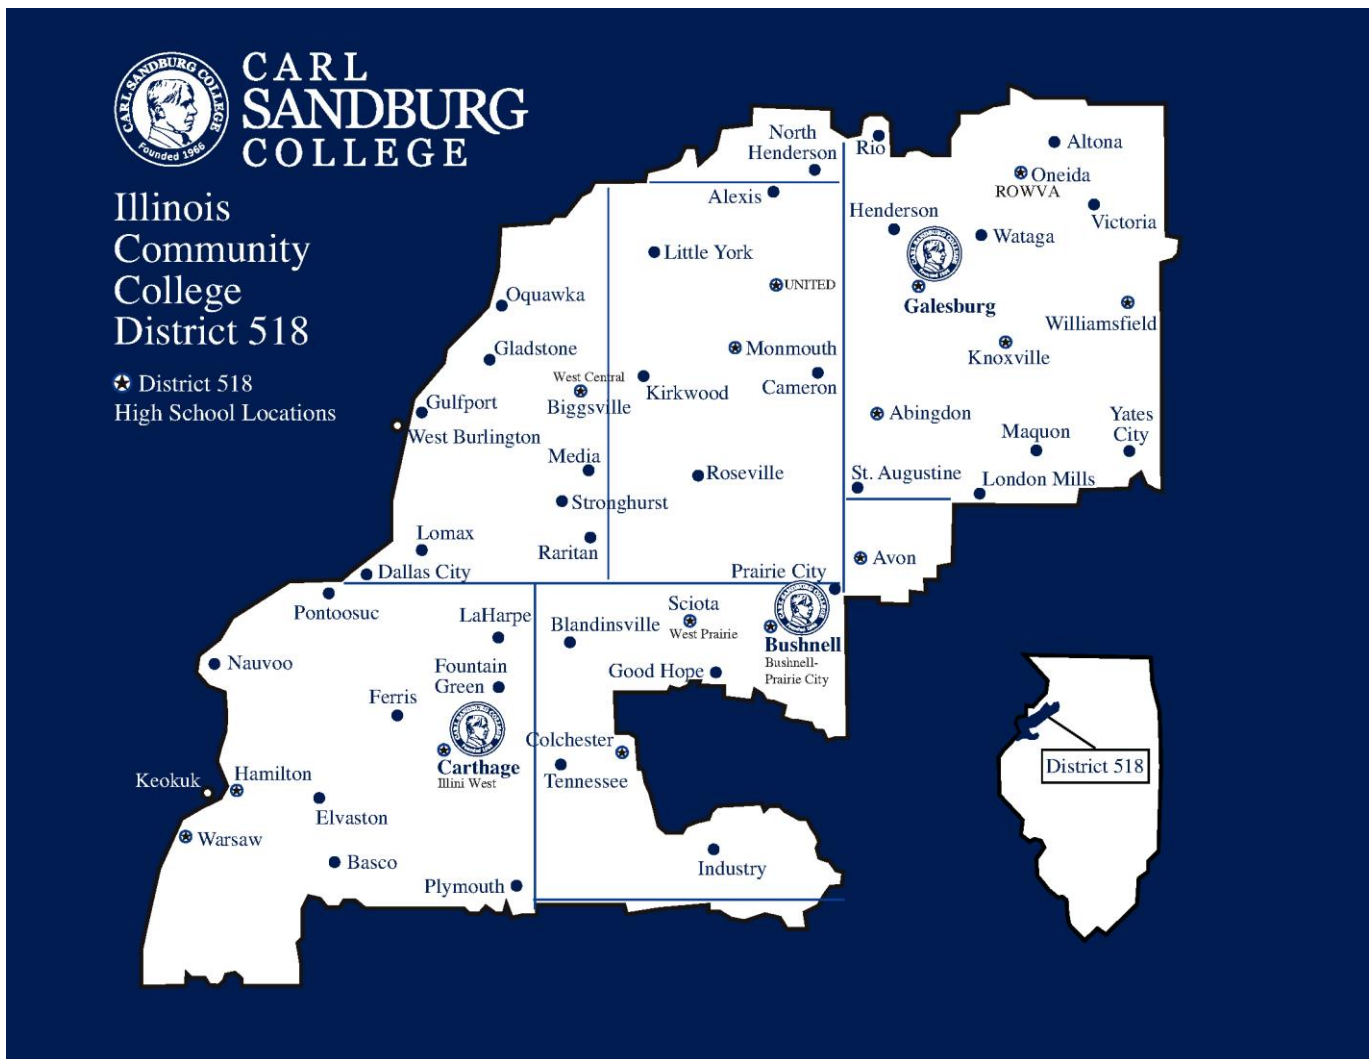 CARL SANDBURG COLLEGE
Founded 1966
CARL
SANDBURG
COLLEGE
Illinois
Community
College
District 518
District 518
High School Locations
North
Henderson
Rio
Altona
Oneida
ROWVA
Alexis
Henderson
Victoria
Wataga
Little York
UNITED
Oquawka
Galesburg
Williamsfield
Gladstone
Monmouth
Knoxville
West Central
Biggsville
Kirkwood
Cameron
Gulfport
West Burlington
Abingdon
Maquon
Yates
City
Media
Roseville
St. Augustine
London Mills
Stronghurst
Lomax
Raritan
Avon
Dallas City
Prairie City
Pontoosuc
LaHarpe
Blandinsville
Sciota
West Prairie
Bushnell
Bushnell-
Prairie City
Nauvoo
Fountain
Green
Good Hope
Ferris
Colchester
Carthage
Illini West
Tennessee
Keokuk
Hamilton
Elvaston
Warsaw
Basco
Plymouth
Industry
District 518